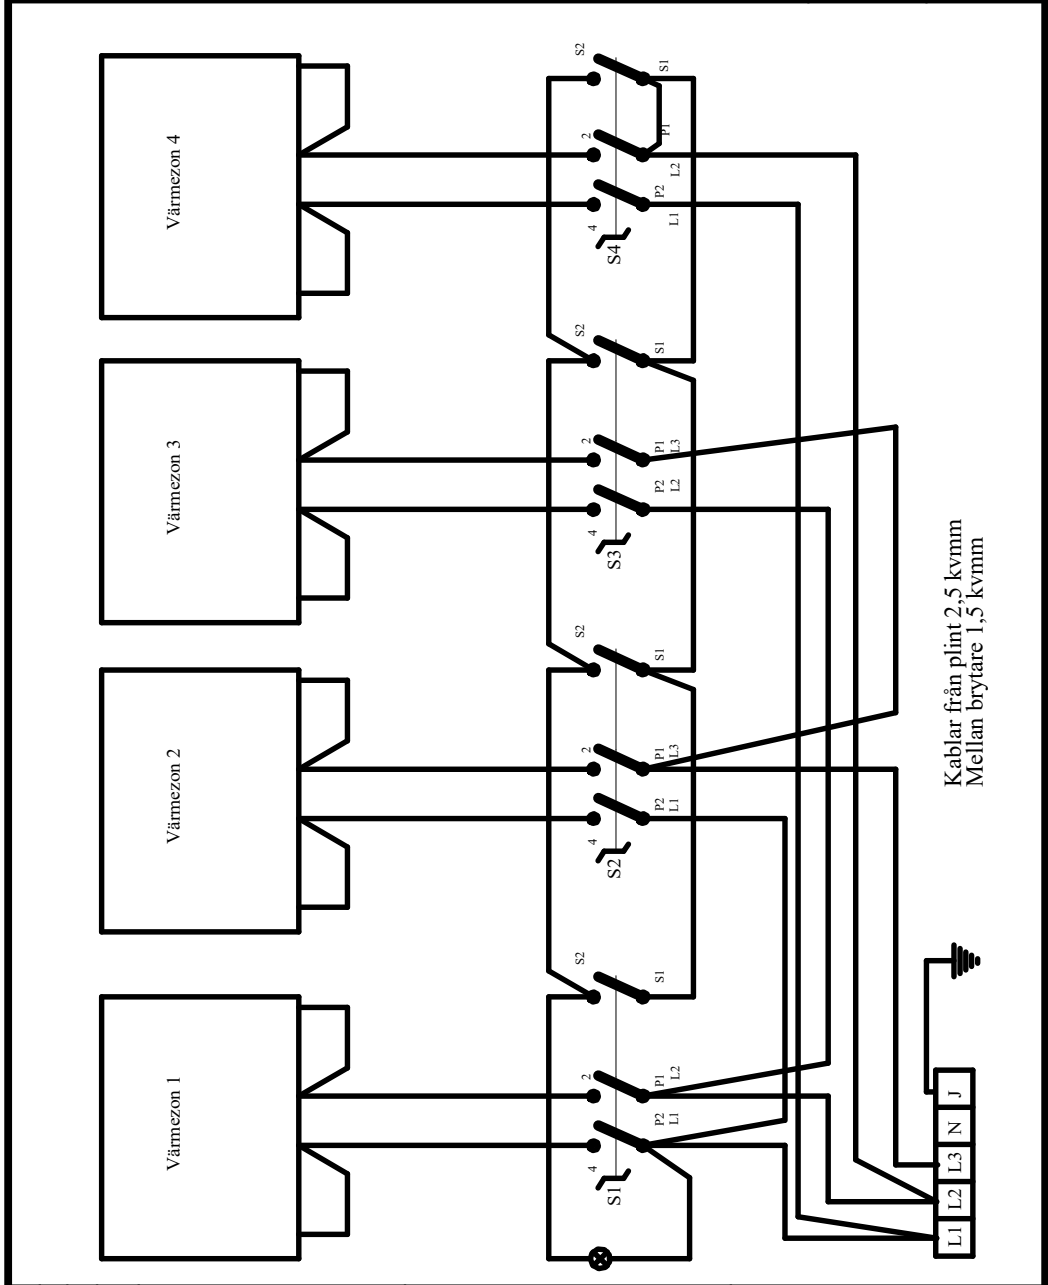 Värmezon 4
S2
S1
2
P1
L2
P2
4
L1
S4
Värmezon 3
S2
S1
2
P1
L3
P2
L2
4
S3
Värmezon 2
S2
S1
2
P1
L3
P2
L1
4
S2
Värmezon 1
S2
S1
2
P1
L2
P2
L1
4
S1
Kablar från plint 2,5 kvmm
Mellan brytare 1,5 kvmm
L1 L2 L3 N J